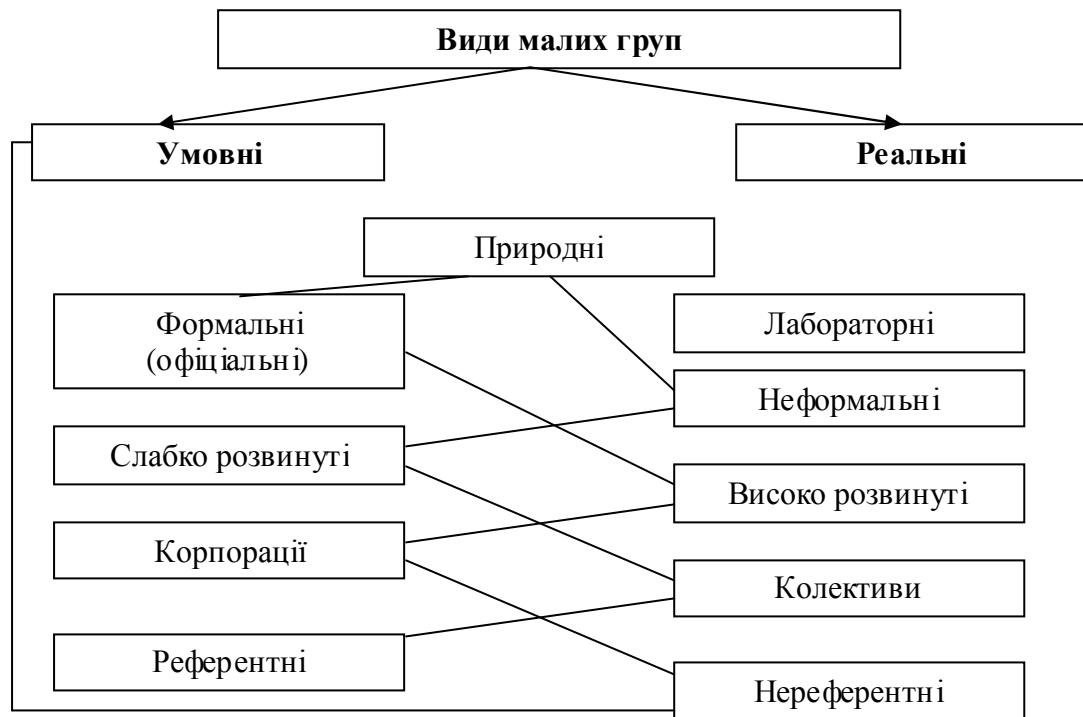 Види малих груп
Умовні
Реальні
Природні
Формальні
(офіціальні)
Лабораторні
Неформальні
Слабко розвинуті
Високо розвинуті
Корпорації
Колективи
Референтні
Нереферентні